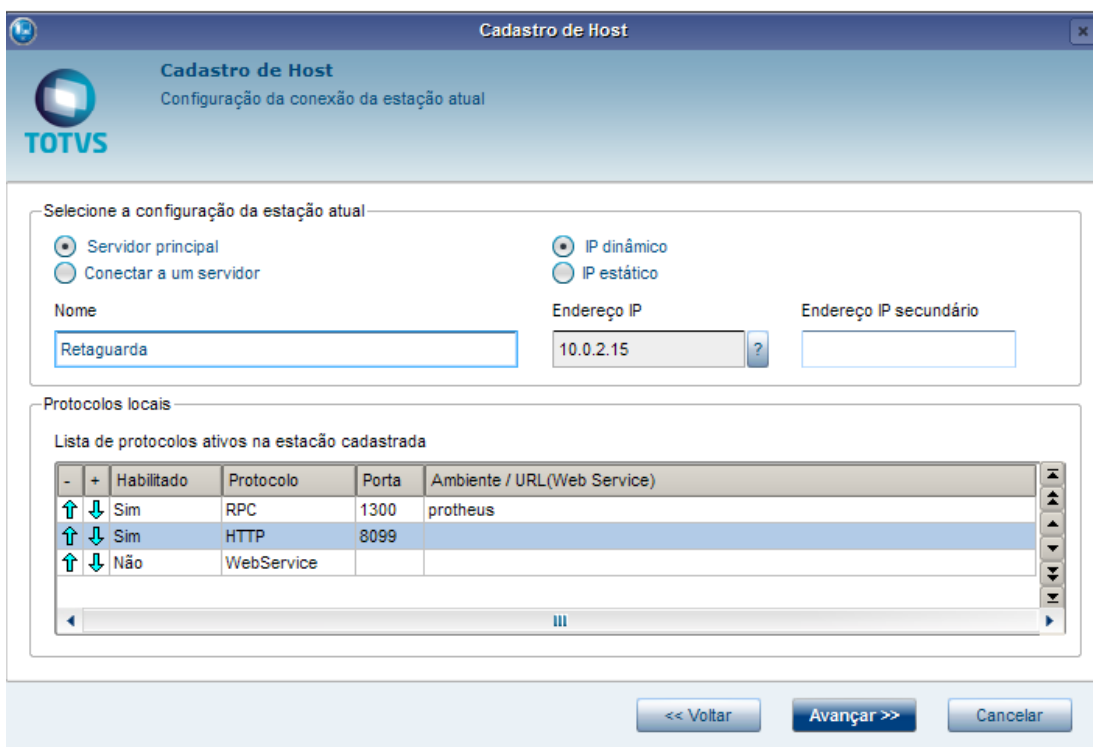 Cadastro de Host
Cadastro de Host
Configuração da conexão da estação atual
TOTVS
Selecione a configuração da estação atual
Servidor principal
IP dinâmico
Conectar a um servidor
IP estático
Nome
Endereço IP
Endereço IP secundário
Retaguarda
10.0.2.15
?
Protocolos locais
Lista de protocolos ativos na estacão cadastrada
- + Habilitado Protocolo Porta Ambiente / URL(Web Service)
Sim RPC 1300 protheus
Sim HTTP 8099
Não WebService
<< Voltar
Avançar >>
Cancelar